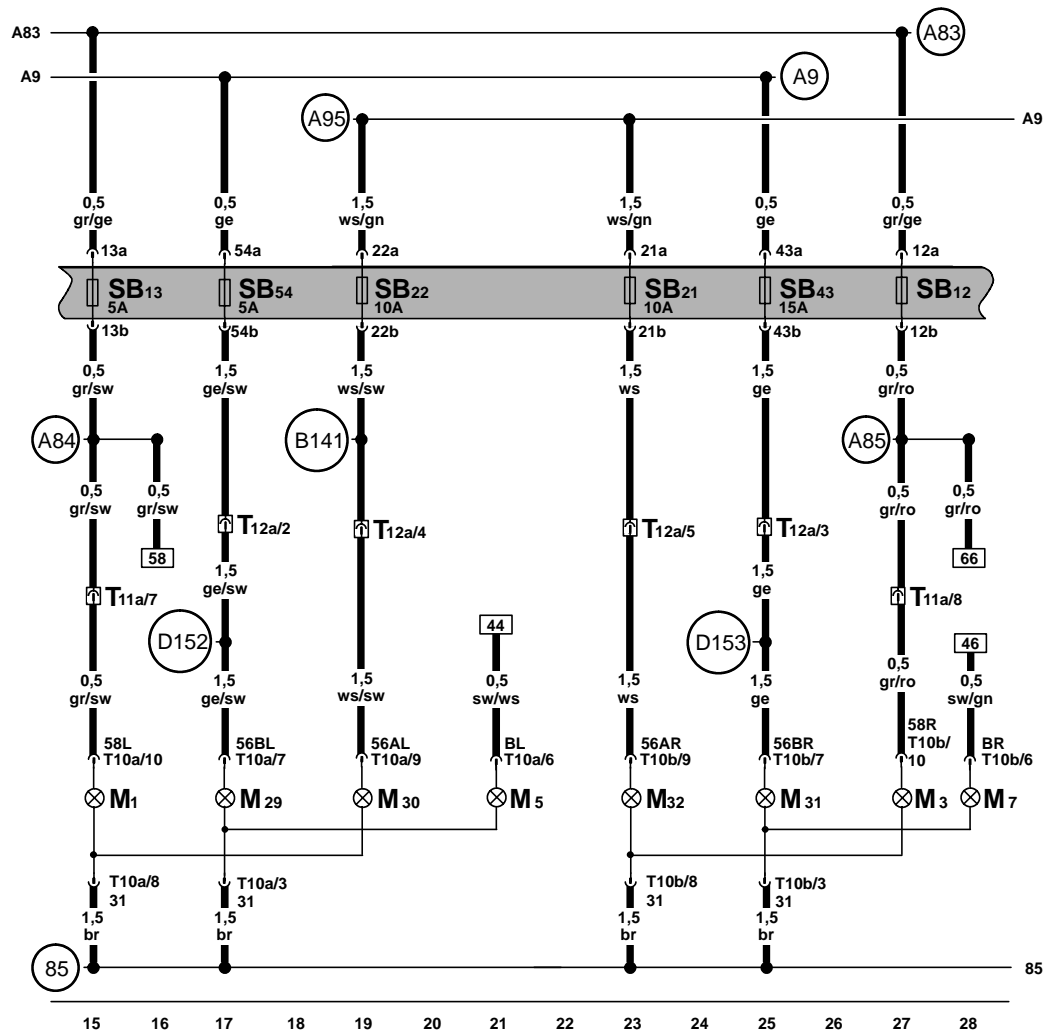 A83 A83
A9 A9
A95 A9
0,5 0,5 1,5 1,5 0,5 0,5
gr/ge ge ws/gn ws/gn ge gr/ge
13a 54a 22a 21a 43a 12a
SB13 SB54 SB22 SB21 SB43 SB12
5A 5A 10A 10A 15A
13b 54b 22b 21b 43b 12b
0,5 1,5 1,5 1,5 1,5 0,5
gr/sw ge/sw ws/sw ws ge gr/ro
A84 B141 A85
0,5 0,5 0,5 0,5
gr/sw gr/sw gr/ro gr/ro
T12a/2 T12a/4 T12a/5 T12a/3
58 66
1,5 1,5
ge/sw ge
T11a/7 T11a/8
44
D152 D153 46
0,5 1,5 1,5 0,5 1,5 1,5 0,5 0,5
gr/sw ge/sw ws/sw sw/ws ws ge gr/ro sw/gn
58L 56BL 56AL BL 56AR 56BR 58R BR
T10a/10 T10a/7 T10a/9 T10a/6 T10b/9 T10b/7 T10b/ T10b/6
10
M1 M29 M30 M5 M32 M31 M3 M7
T10a/8 T10a/3 T10b/8 T10b/3
31 31 31 31
1,5 1,5 1,5 1,5
br br br br
85 85
15 16 17 18 19 20 21 22 23 24 25 26 27 28